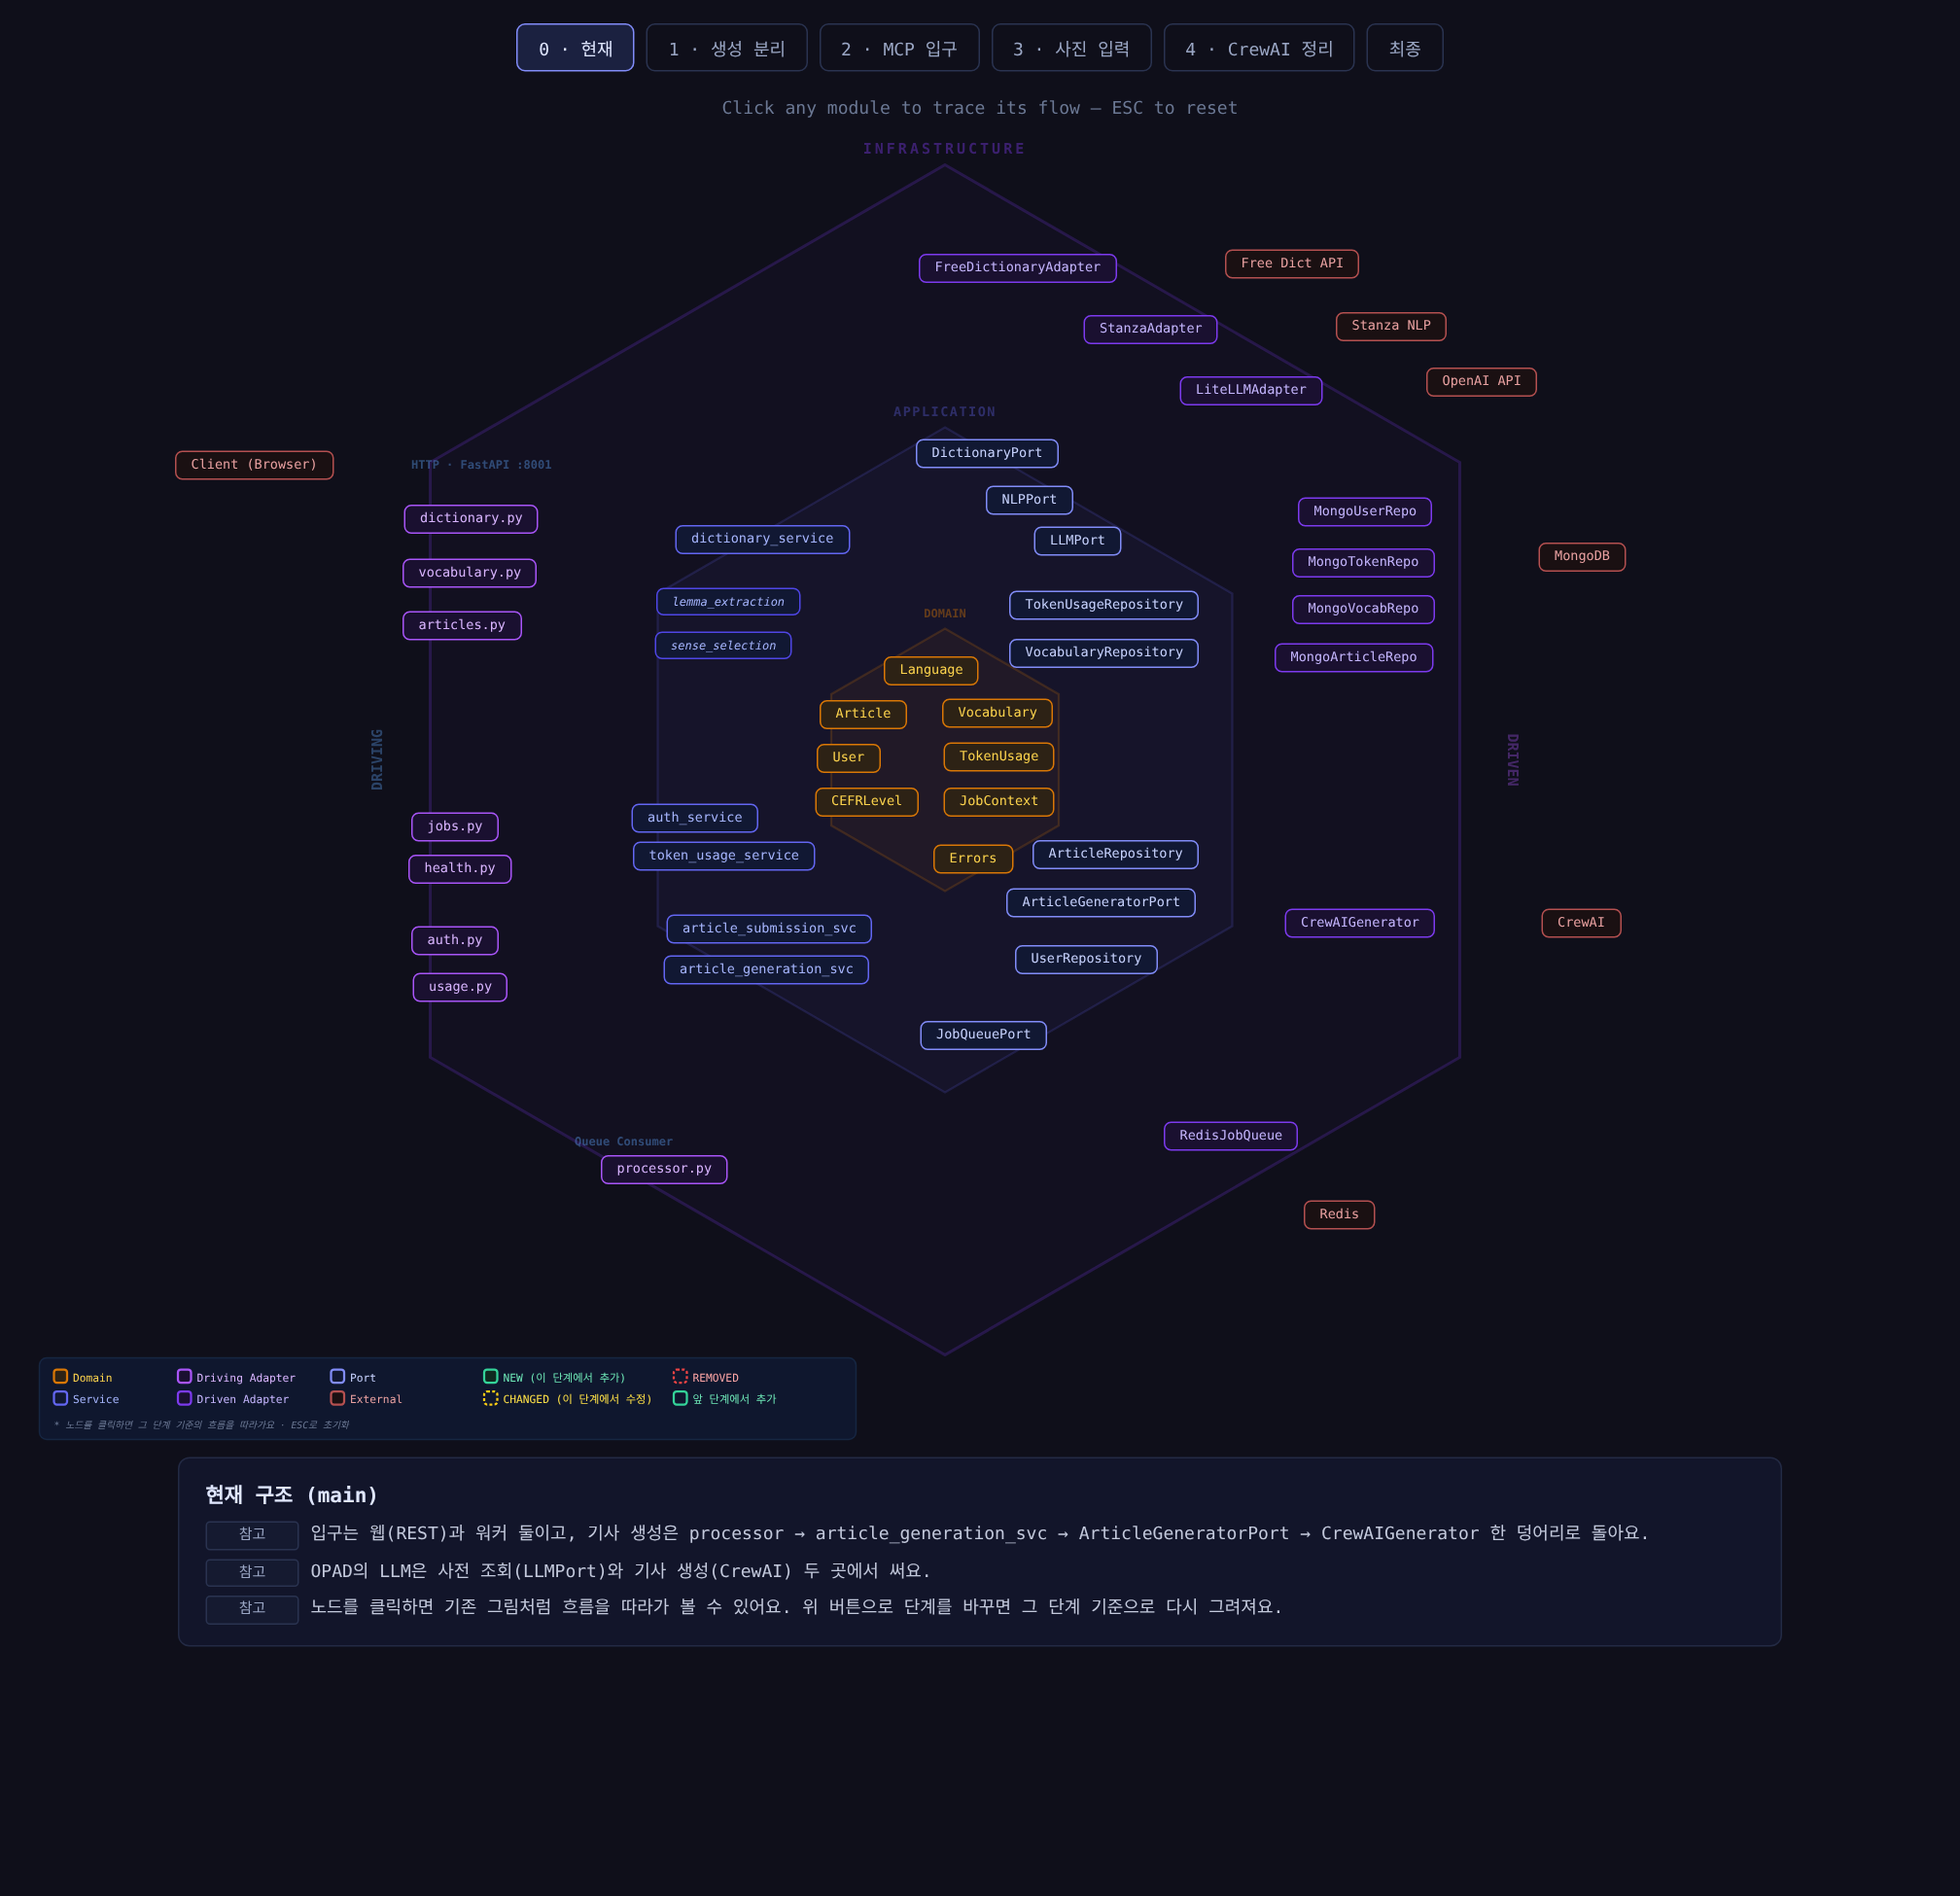 0 · 현재
1 · 생성 분리
2 · MCP 입구
3 · 사진 입력
4 · CrewAI 정리
최종
Click any module to trace its flow — ESC to reset
INFRASTRUCTURE
FreeDictionaryAdapter
Free Dict API
StanzaAdapter
Stanza NLP
LiteLLMAdapter
OpenAI API
APPLICATION
DictionaryPort
Client (Browser)
HTTP · FastAPI :8001
NLPPort
MongoUserRepo
dictionary.py
dictionary_service
LLMPort
MongoDB
vocabulary.py
MongoTokenRepo
lemma_extraction
TokenUsageRepository
MongoVocabRepo
DOMAIN
articles.py
sense_selection
VocabularyRepository
MongoArticleRepo
Language
Article
Vocabulary
DRIVING
User
TokenUsage
DRIVEN
CEFRLevel
JobContext
auth_service
jobs.py
token_usage_service
Errors
ArticleRepository
health.py
ArticleGeneratorPort
article_submission_svc
CrewAIGenerator
CrewAI
auth.py
UserRepository
article_generation_svc
usage.py
JobQueuePort
RedisJobQueue
Queue Consumer
processor.py
Redis
Domain
Driving Adapter
Port
NEW (이 단계에서 추가)
REMOVED
Service
Driven Adapter
External
CHANGED (이 단계에서 수정)
앞 단계에서 추가
* 노드를 클릭하면 그 단계 기준의 흐름을 따라가요 · ESC로 초기화
현재 구조 (main)
참고 입구는 웹(REST)과 워커 둘이고, 기사 생성은 processor → article_generation_svc → ArticleGeneratorPort → CrewAIGenerator 한 덩어리로 돌아요.
참고 OPAD의 LLM은 사전 조회(LLMPort)와 기사 생성(CrewAI) 두 곳에서 써요.
참고 노드를 클릭하면 기존 그림처럼 흐름을 따라가 볼 수 있어요. 위 버튼으로 단계를 바꾸면 그 단계 기준으로 다시 그려져요.